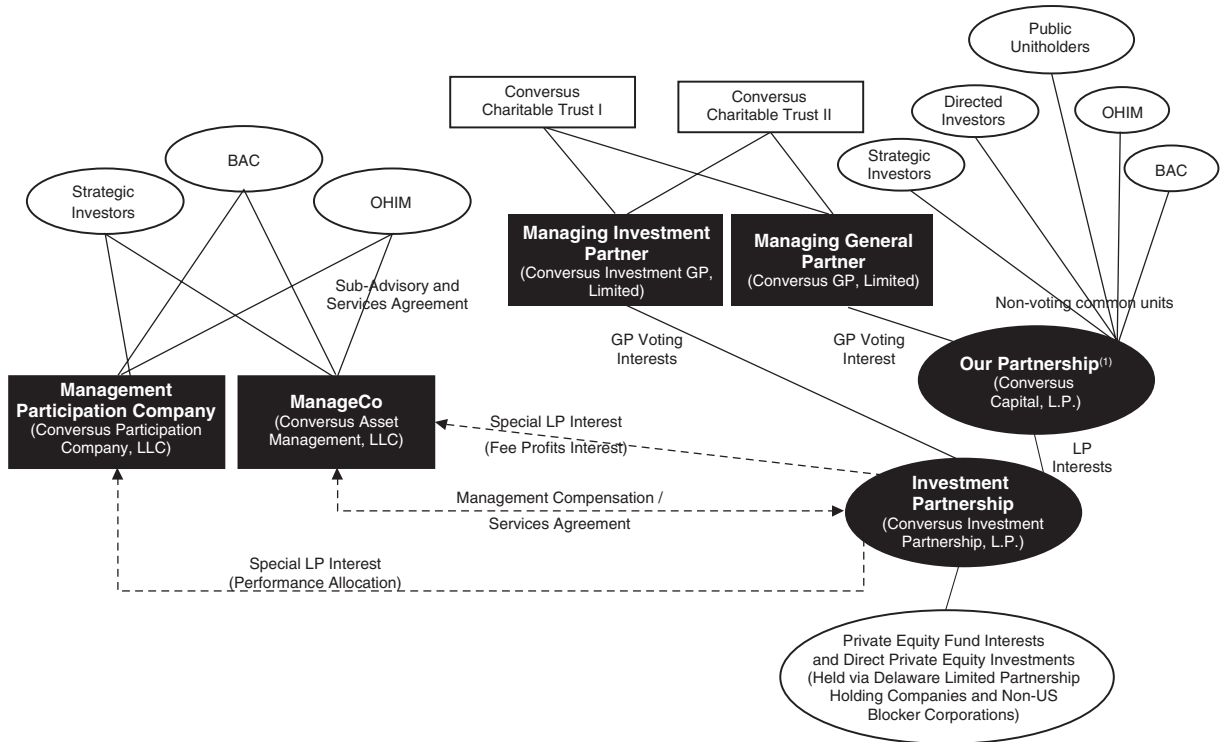 Public
Unitholders
Conversus
Charitable Trust I
Conversus
Charitable Trust II
Directed
Investors
OHIM
Strategic
Investors
BAC
BAC
Strategic
Investors
OHIM
Managing Investment
Partner
(Conversus Investment GP,
Limited)
Managing General
Partner
(Conversus GP, Limited)
Sub-Advisory and
Services Agreement
Non-voting common units
GP Voting
Interests
GP Voting
Interest
Our Partnership(1)
(Conversus
Capital, L.P.)
Management
Participation Company
(Conversus Participation
Company, LLC)
ManageCo
(Conversus Asset
Management, LLC)
Special LP Interest
(Fee Profits Interest)
LP
Interests
Investment
Partnership
(Conversus Investment
Partnership, L.P.)
Management Compensation /
Services Agreement
Special LP Interest
(Performance Allocation)
Private Equity Fund Interests
and Direct Private Equity Investments
(Held via Delaware Limited Partnership
Holding Companies and Non-US
Blocker Corporations)